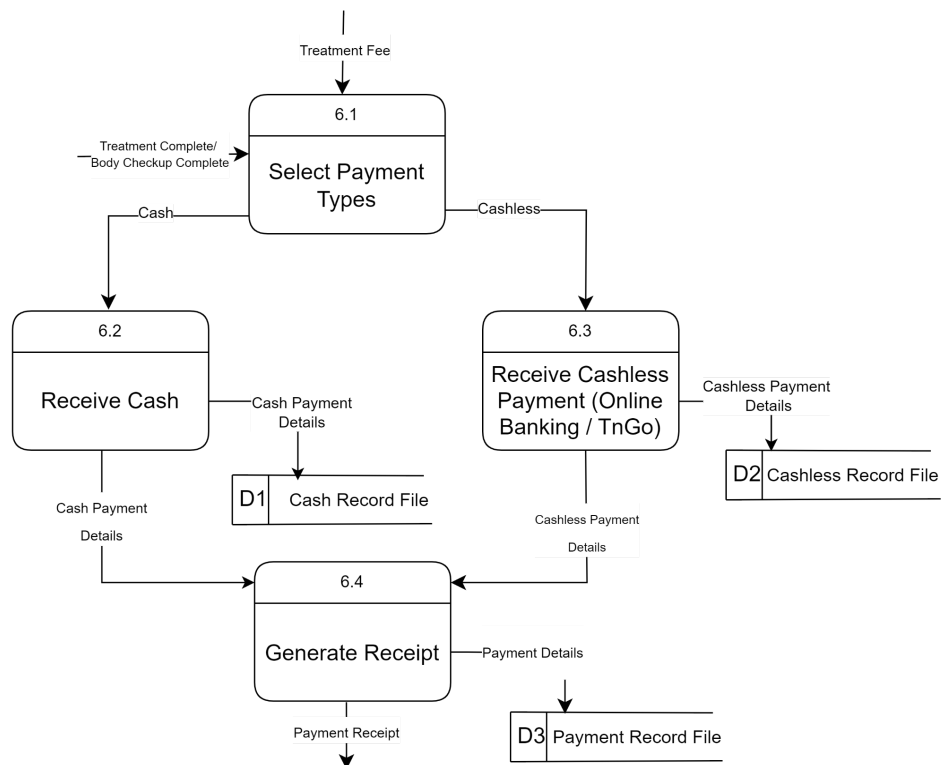 Treatment Fee
6.1
Treatment Complete/
Body Checkup Complete
Select Payment
Types
Cash
Cashless
6.2
Receive Cash
6.3
Receive Cashless
Payment (Online
Banking / TnGo)
Cash Payment
Details
Cashless Payment
Details
D1 Cash Record File
D2 Cashless Record File
Cash Payment
Details
Cashless Payment
Details
6.4
Generate Receipt
Payment Details
Payment Receipt
D3 Payment Record File